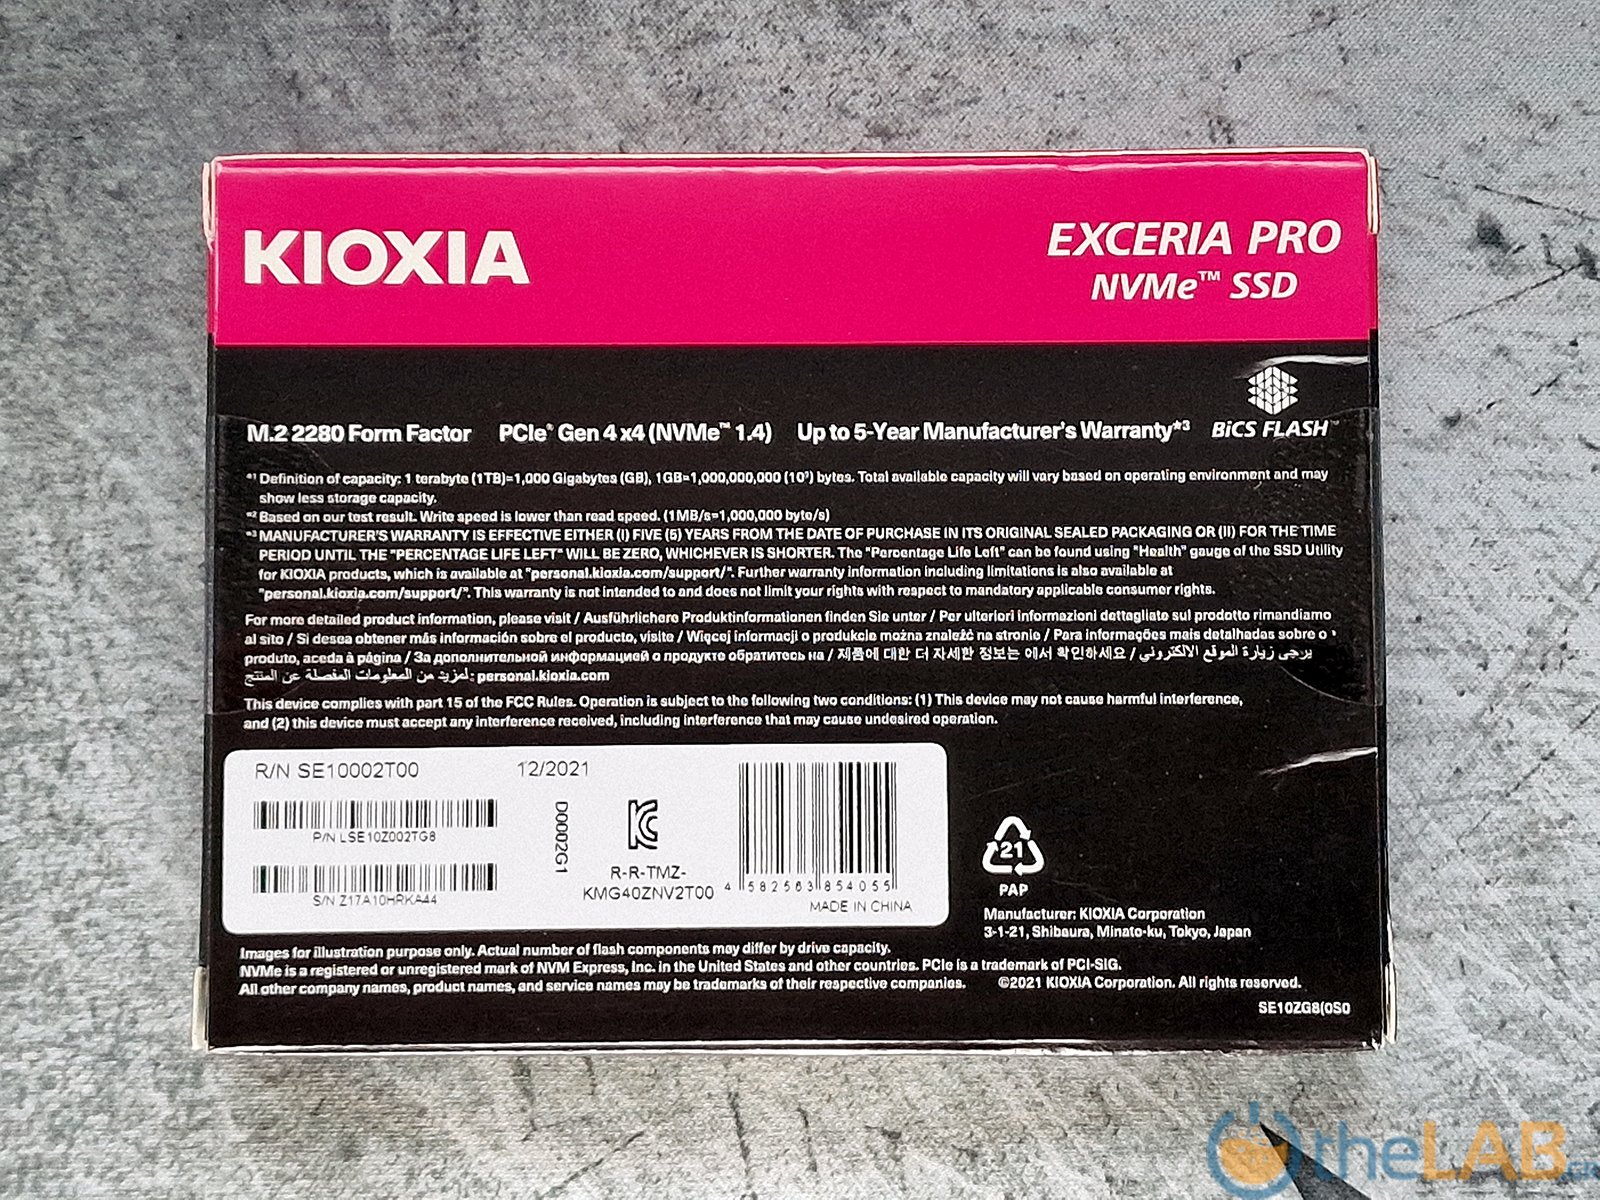 KIOXIA
EXCERIA PRO
NVMe™ SSD
M.2 2280 Form Factor PCIe® Gen 4 x4 (NVMe™ 1.4) Up to 5-Year Manufacturer's Warranty*³
BiCS FLASH™
*¹ Definition of capacity: 1 terabyte (1TB)=1,000 Gigabytes (GB), 1GB=1,000,000,000 (10⁹) bytes. Total available capacity will vary based on operating environment and may
show less storage capacity.
*² Based on our test result. Write speed is lower than read speed. (1MB/s=1,000,000 byte/s)
*³ MANUFACTURER'S WARRANTY IS EFFECTIVE EITHER (I) FIVE (5) YEARS FROM THE DATE OF PURCHASE IN ITS ORIGINAL SEALED PACKAGING OR (II) FOR THE TIME
PERIOD UNTIL THE "PERCENTAGE LIFE LEFT" WILL BE ZERO, WHICHEVER IS SHORTER. The "Percentage Life Left" can be found using "Health" gauge of the SSD Utility
for KIOXIA products, which is available at "personal.kioxia.com/support/". Further warranty information including limitations is also available at
"personal.kioxia.com/support/". This warranty is not intended to and does not limit your rights with respect to mandatory applicable consumer rights.
For more detailed product information, please visit / Ausführlichere Produktinformationen finden Sie unter / Per ulteriori informazioni dettagliate sul prodotto rimandiamo
al sito / Si desea obtener más información sobre el producto, visite / Więcej informacji o produkcie można znaleźć na stronie / Para informações mais detalhadas sobre o
produto, aceda à página / За дополнительной информацией о продукте обратитесь на / 제품에 대한 더 자세한 정보는 에서 확인하세요 / يرجى زيارة الموقع الالكتروني
لمزيد من المعلومات المفصلة عن المنتج: personal.kioxia.com
This device complies with part 15 of the FCC Rules. Operation is subject to the following two conditions: (1) This device may not cause harmful interference,
and (2) this device must accept any interference received, including interference that may cause undesired operation.
R/N SE10002T00 12/2021
P/N LSE10Z002TG8
S/N Z17A10HRKA44
D0002G1
R-R-TMZ-
KMG40ZNV2T00
4 582563 854055
MADE IN CHINA
21
PAP
Manufacturer: KIOXIA Corporation
3-1-21, Shibaura, Minato-ku, Tokyo, Japan
Images for illustration purpose only. Actual number of flash components may differ by drive capacity.
NVMe is a registered or unregistered mark of NVM Express, Inc. in the United States and other countries. PCIe is a trademark of PCI-SIG.
All other company names, product names, and service names may be trademarks of their respective companies. ©2021 KIOXIA Corporation. All rights reserved.
SE10ZG8(0S0
theLAB